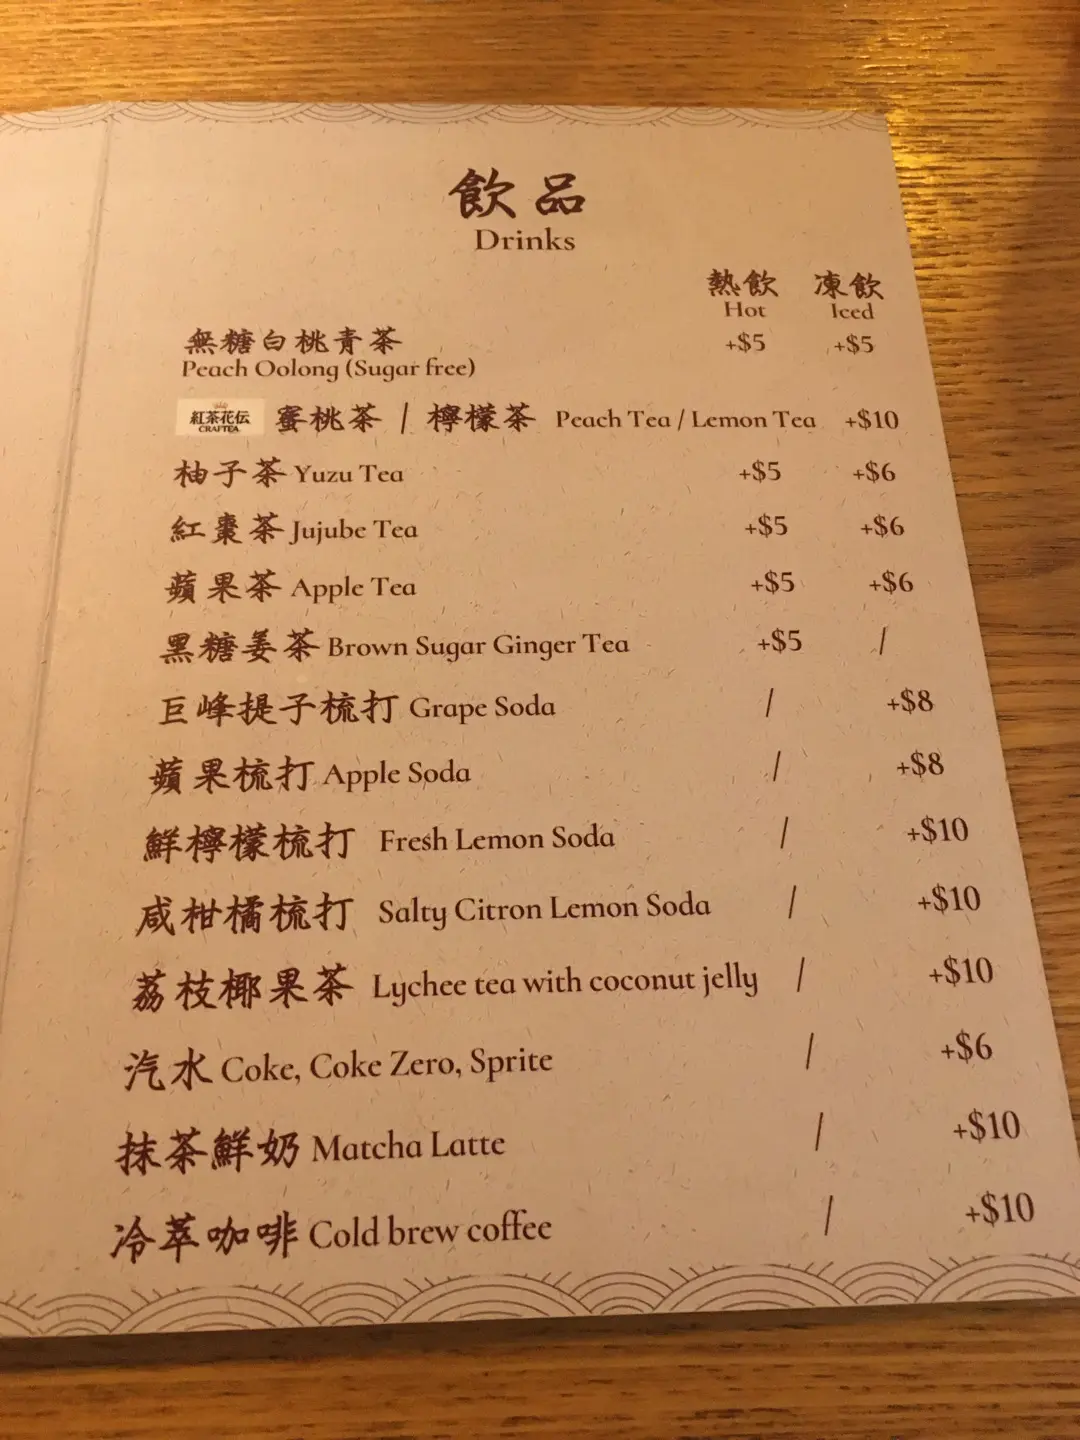 飲品
Drinks
熱飲 凍飲
Hot Iced
無糖白桃青茶 +$5 +$5
Peach Oolong (Sugar free)
紅茶花伝 蜜桃茶 / 檸檬茶 Peach Tea / Lemon Tea +$10
CRAFTEA
柚子茶 Yuzu Tea +$5 +$6
紅棗茶 Jujube Tea +$5 +$6
蘋果茶 Apple Tea +$5 +$6
黑糖姜茶 Brown Sugar Ginger Tea +$5 /
巨峰提子梳打 Grape Soda / +$8
蘋果梳打 Apple Soda / +$8
鮮檸檬梳打 Fresh Lemon Soda / +$10
咸柑橘梳打 Salty Citron Lemon Soda / +$10
荔枝椰果茶 Lychee tea with coconut jelly / +$10
汽水 Coke, Coke Zero, Sprite / +$6
抹茶鮮奶 Matcha Latte / +$10
冷萃咖啡 Cold brew coffee / +$10